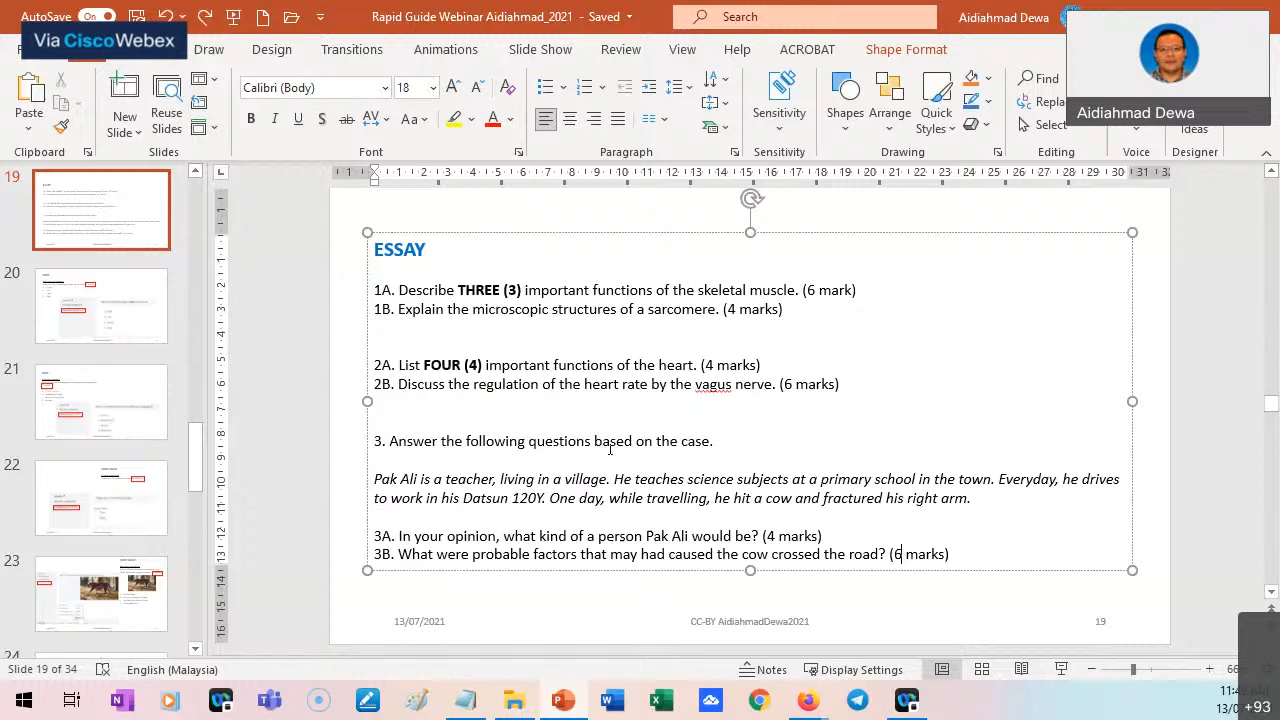 AutoSave
Rapid Guide Webinar Aidiahmad_2021 - Saved
Search
Aidiahmad Dewa
Via Cisco Webex
Draw Design Transitions Animations Slide Show Review View Help ACROBAT Shape Format
Aidiahmad Dewa
Paste
New Slide
Reuse Slides
Calibri (Body) 18
Sensitivity
Shapes Arrange Quick Styles
Find
Select
Ideas
Clipboard Slides Font Paragraph Sensitivity Drawing Editing Voice Designer
19
20
21
22
23
ESSAY
1A. Describe THREE (3) important functions of the skeletal muscle. (6 mark)
1B. Explain the microscopic structures of a sarcomere. (4 marks)
2A. List FOUR (4) important functions of the heart. (4 marks)
2B. Discuss the regulation of the heart rate by the vagus nerve. (6 marks)
3. Answer the following questions based on the case.
Pak Ali is a teacher, living in a village. He teaches science subjects at a primary school in the town. Everyday, he drives
to work in his Datsun 120Y. One day, while travelling, he hit a cow and fractured his right arm.
3A. In your opinion, what kind of a person Pak Ali would be? (4 marks)
3B. What were probable factors that may had caused the cow crossed the road? (6 marks)
13/07/2021 CC-BY AidiahmadDewa2021 19
Slide 19 of 34 English (Malaysia) Notes Display Settings
+93